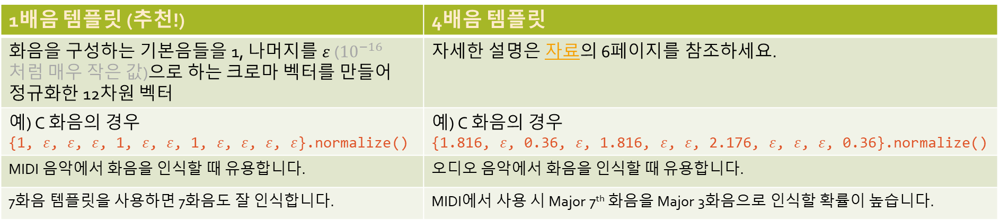 1배음 템플릿 (추천!)
4배음 템플릿
화음을 구성하는 기본음들을 1, 나머지를 ε (10⁻¹⁶
처럼 매우 작은 값)으로 하는 크로마 벡터를 만들어
정규화한 12차원 벡터
자세한 설명은 자료의 6페이지를 참조하세요.
예) C 화음의 경우
{1, ε, ε, ε, 1, ε, ε, 1, ε, ε, ε, ε}.normalize()
예) C 화음의 경우
{1.816, ε, 0.36, ε, 1.816, ε, ε, 2.176, ε, ε, ε, 0.36}.normalize()
MIDI 음악에서 화음을 인식할 때 유용합니다.
오디오 음악에서 화음을 인식할 때 유용합니다.
7화음 템플릿을 사용하면 7화음도 잘 인식합니다.
MIDI에서 사용 시 Major 7ᵗʰ 화음을 Major 3화음으로 인식할 확률이 높습니다.